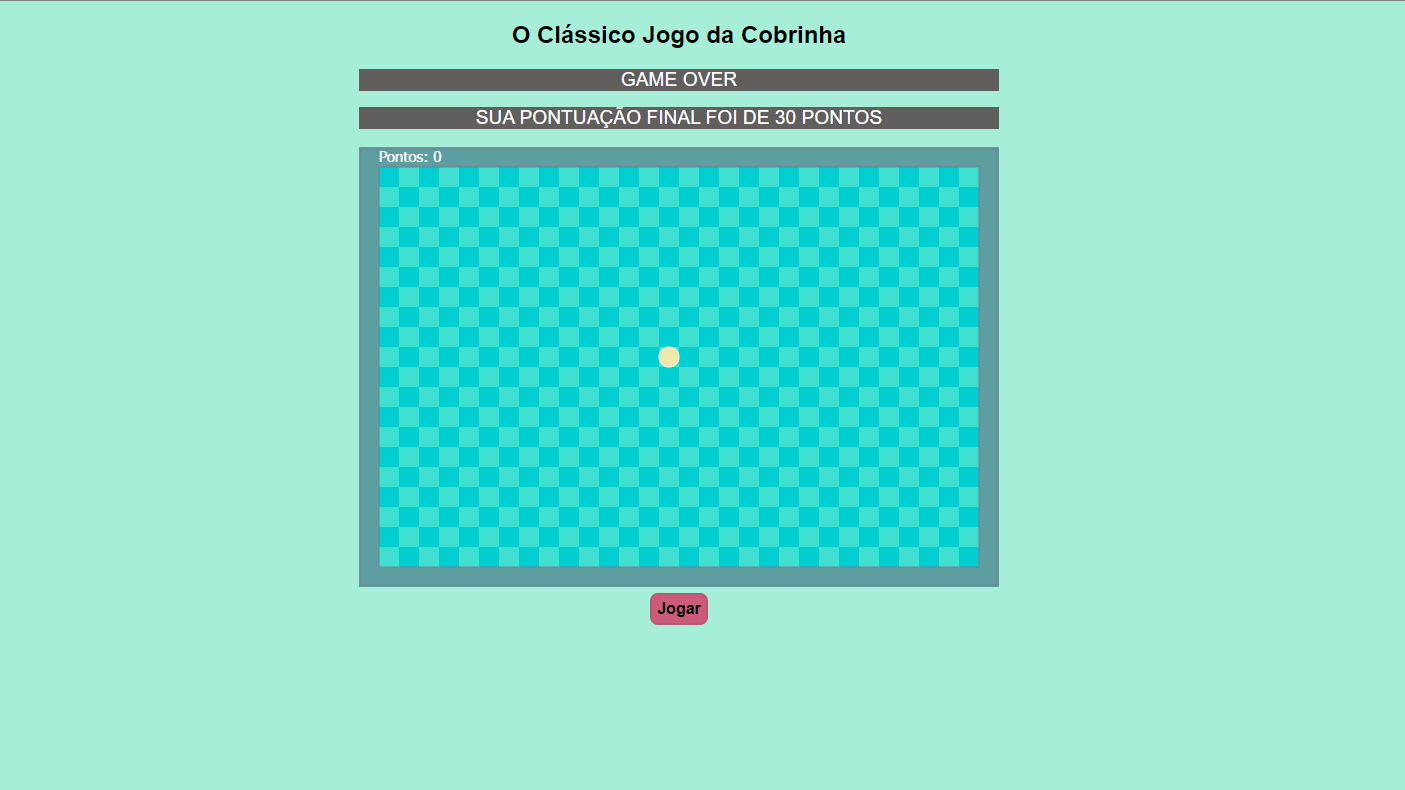 O Clássico Jogo da Cobrinha
GAME OVER
SUA PONTUAÇÃO FINAL FOI DE 30 PONTOS
Pontos: 0
Jogar